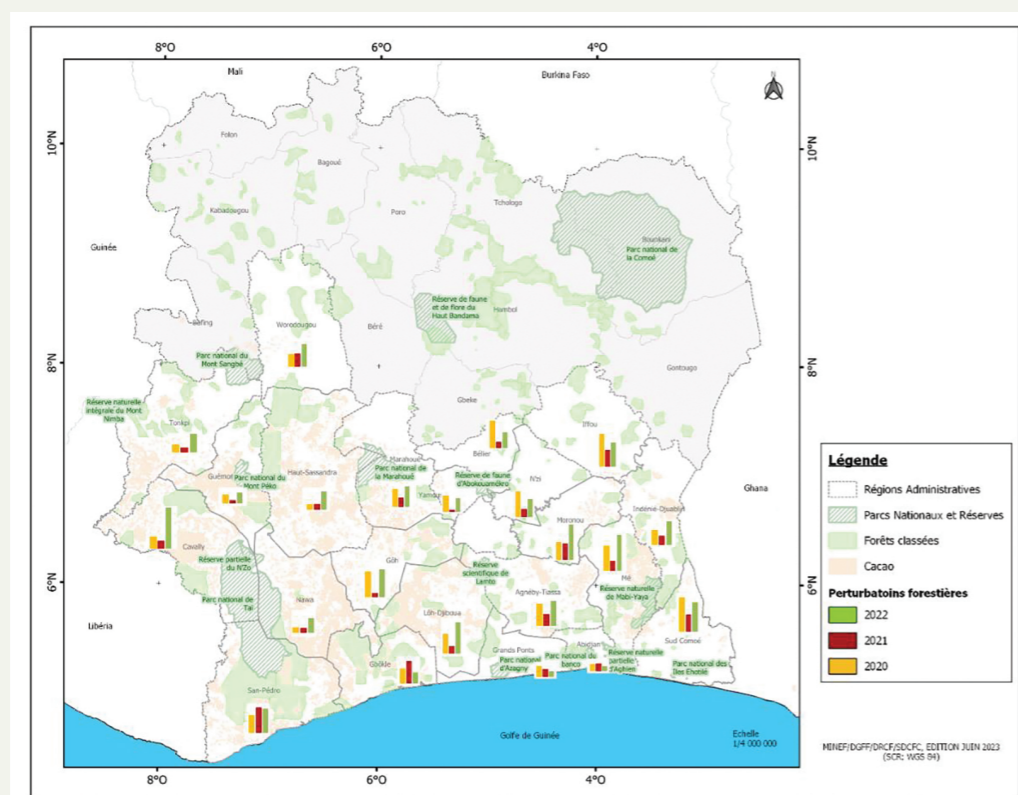 8°O
6°O
4°O
Mali
Burkina Faso
N
10°N
10°N
Folon
Bagoué
Kabadougou
Poro
Tchologo
Bounkani
Parc national de
la Comoé
Guinée
Réserve de faune
et de flore du
Haut Bandama
Hambol
Bafing
Worodougou
Béré
8°N
8°N
Parc national du
Mont Sangbé
Gontougo
Gbeke
Réserve naturelle
intégrale du Mont
Nimba
Tonkpi
Iffou
Bélier
Marahoué
Parc national de
la Marahoué
Haut-Sassandra
Guémon
Parc national du
Mont Péko
Réserve de faune
d'Abokouamékro
N'zi
Ghana
Moronou
Indénié-Djuablin
Cavally
Réserve partielle
du N'Zo
Gôh
Réserve
scientifique de
Lamto
Mé
6°N
6°N
Parc national de
Taï
Nawa
Agnéby-Tiassa
Réserve naturelle
de Mabi-Yaya
Libéria
Lôh-Djiboua
Sud Comoé
Gbôkle
Grands Ponts
Abidjan
Parc national
d'Azagny
Parc national du
banco
Réserve naturelle
partielle
d'Aghien
Parc national des
Iles Ehotilé
San-Pédro
Golfe de Guinée
Echelle
1/4 000 000
8°O
6°O
4°O
Légende
Régions Administratives
Parcs Nationaux et Réserves
Forêts classées
Cacao
Perturbatoins forestières
2022
2021
2020
MINEF/DGFF/DRCF/SDCFC, EDITION JUIN 2023
(SCR: WGS 84)